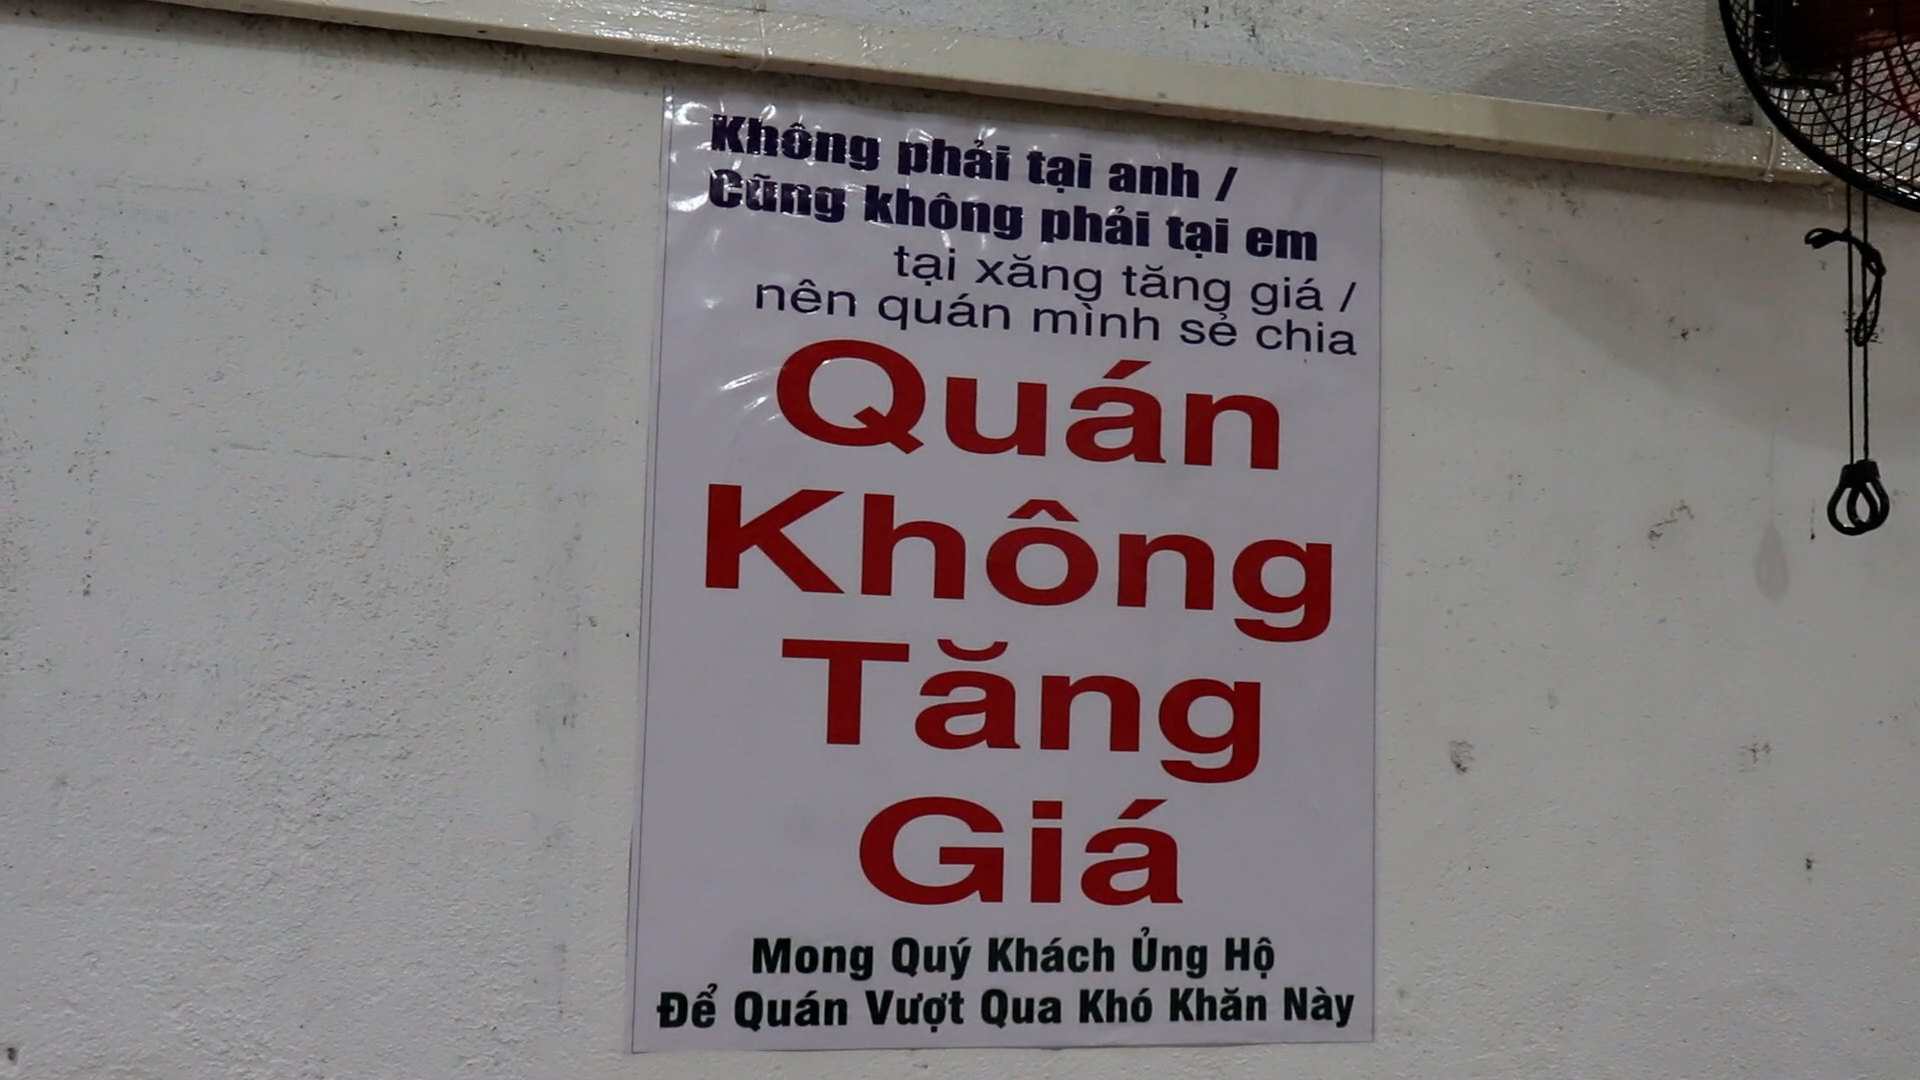 Không phải tại anh /
Cũng không phải tại em
tại xăng tăng giá /
nên quán mình sẻ chia
Quán
Không
Tăng
Giá
Mong Quý Khách Ủng Hộ
Để Quán Vượt Qua Khó Khăn Này